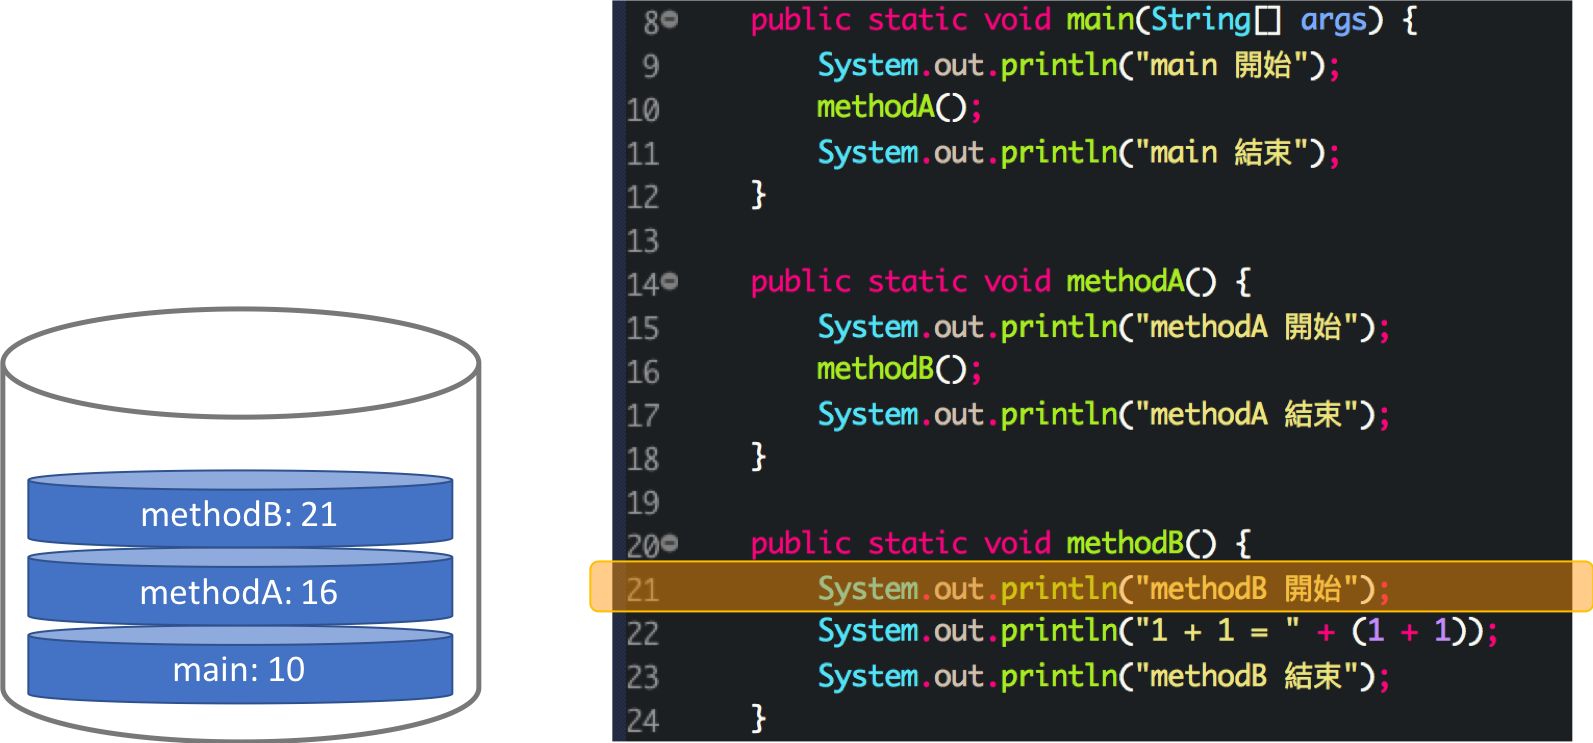 methodB: 21
methodA: 16
main: 10
8 public static void main(String[] args) {
9 System.out.println("main 開始");
10 methodA();
11 System.out.println("main 結束");
12 }
13
14 public static void methodA() {
15 System.out.println("methodA 開始");
16 methodB();
17 System.out.println("methodA 結束");
18 }
19
20 public static void methodB() {
21 System.out.println("methodB 開始");
22 System.out.println("1 + 1 = " + (1 + 1));
23 System.out.println("methodB 結束");
24 }